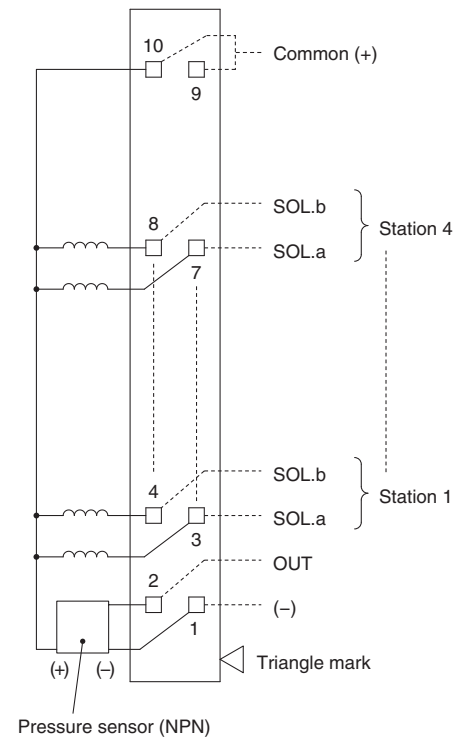 10
Common (+)
9
8
SOL.b
Station 4
SOL.a
7
4
SOL.b
Station 1
SOL.a
3
2
OUT
(−)
1
(+) (−)
Triangle mark
Pressure sensor (NPN)